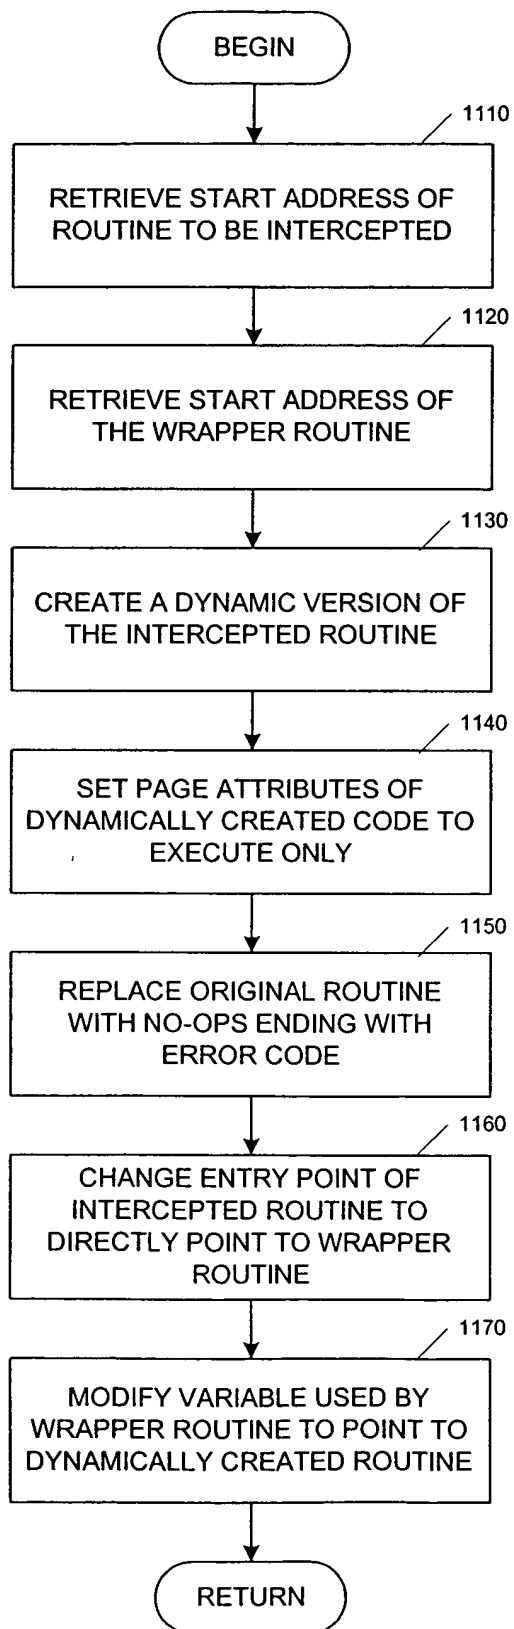 BEGIN
1110
RETRIEVE START ADDRESS OF
ROUTINE TO BE INTERCEPTED
1120
RETRIEVE START ADDRESS OF
THE WRAPPER ROUTINE
1130
CREATE A DYNAMIC VERSION OF
THE INTERCEPTED ROUTINE
1140
SET PAGE ATTRIBUTES OF
DYNAMICALLY CREATED CODE TO
EXECUTE ONLY
1150
REPLACE ORIGINAL ROUTINE
WITH NO-OPS ENDING WITH
ERROR CODE
1160
CHANGE ENTRY POINT OF
INTERCEPTED ROUTINE TO
DIRECTLY POINT TO WRAPPER
ROUTINE
1170
MODIFY VARIABLE USED BY
WRAPPER ROUTINE TO POINT TO
DYNAMICALLY CREATED ROUTINE
RETURN